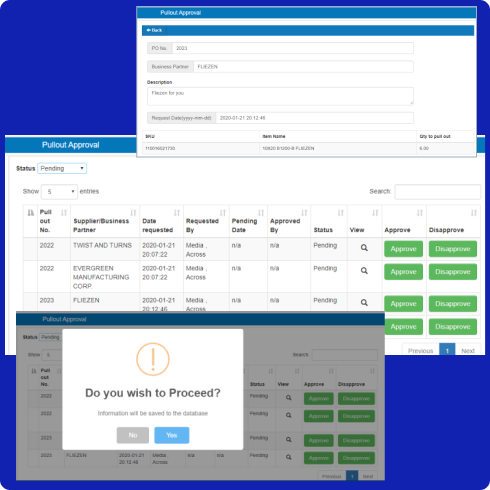 Pullout Approval
Back
PO No. 2023
Business Partner FLIEZEN
Description
Fliezen for you
Request Date(yyyy-mm-dd) 2020-01-21 20:12:46
SKU Item Name Qty to pull out
Pullout Approval
Status Pending
Show 5 entries Search:
Pull out No. Supplier/Business Partner Date requested Requested By Pending Date Approved By Status View Approve Disapprove
2022 TWIST AND TURNS 2020-01-21 20:07:22 Media , Across n/a n/a Pending Approve Disapprove
2022 EVERGREEN MANUFACTURING CORP. 2020-01-21 20:07:22 Media , Across n/a n/a Pending Approve Disapprove
2023 FLIEZEN 2020-01-21 20:12:46 Media , Across n/a n/a Pending Approve Disapprove
Approve Disapprove
Previous 1 Next
Pullout Approval
Status Pending
Show 5 Search:
Pull out No. Status View Approve Disapprove
2022 Pending Approve Disapprove
2022 Pending Approve Disapprove
2023 Pending Approve Disapprove
2023 FLIEZEN 2020-01-21 20:12:46 Media , Across n/a n/a Pending Approve Disapprove
Previous 1 Next
!
Do you wish to Proceed?
Information will be saved to the database
No Yes